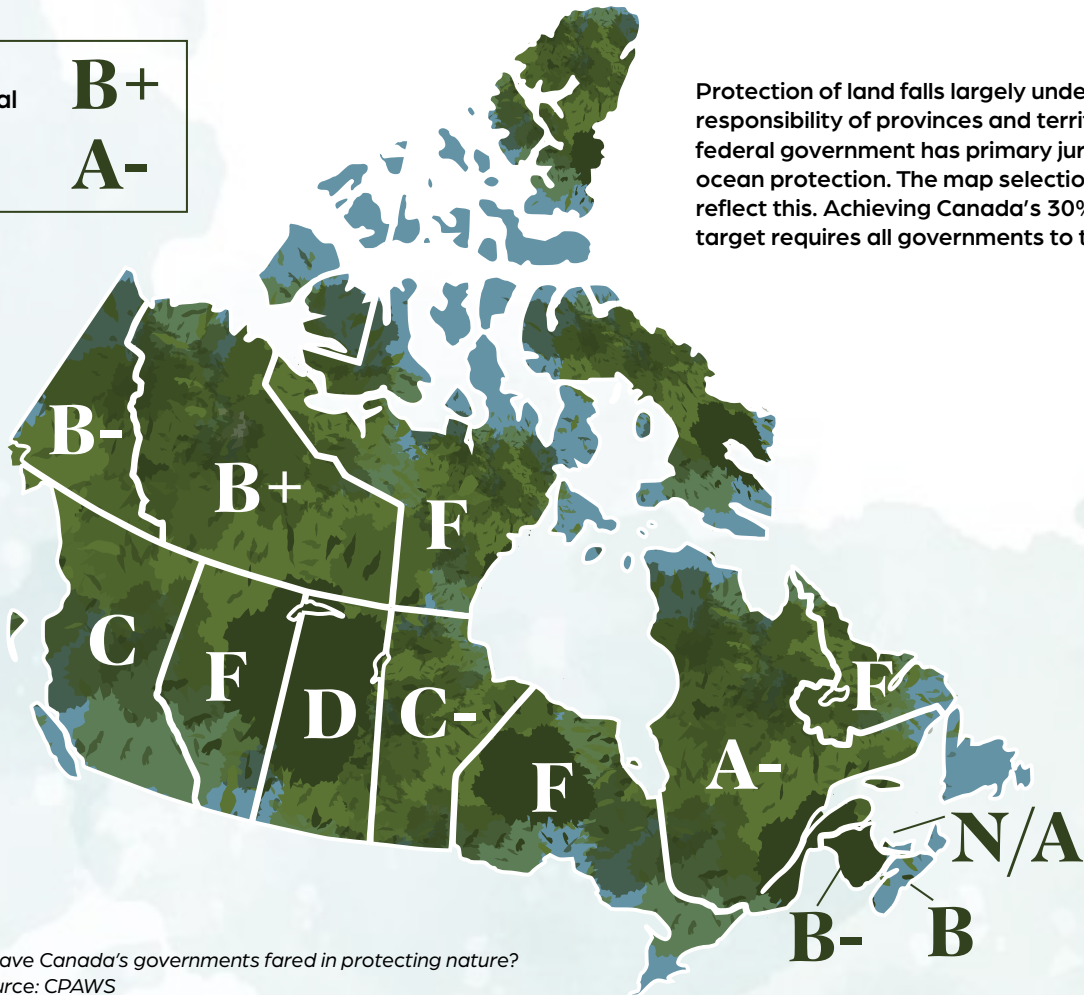 al
B+
A-
Protection of land falls largely unde
responsibility of provinces and territ
federal government has primary jur
ocean protection. The map selectio
reflect this. Achieving Canada's 30%
target requires all governments to t
B-
B+
F
C
F
D
C-
F
A-
F
N/A
B-
B
ave Canada's governments fared in protecting nature?
urce: CPAWS